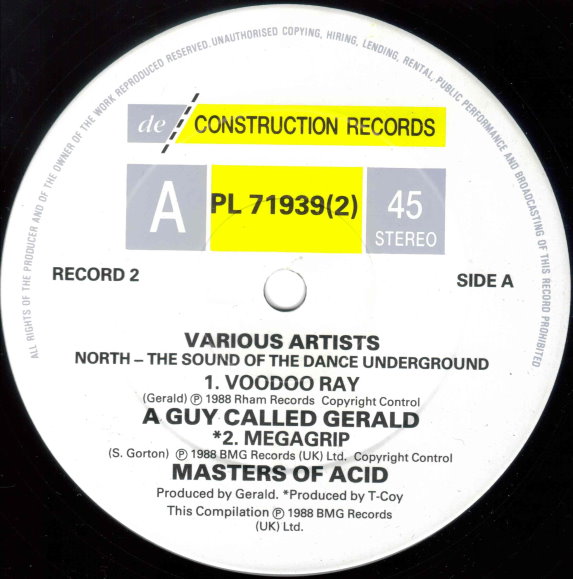 ALL RIGHTS OF THE PRODUCER AND OF THE OWNER OF THE WORK REPRODUCED RESERVED. UNAUTHORISED COPYING, HIRING, LENDING, RENTAL, PUBLIC PERFORMANCE AND BROADCASTING OF THIS RECORD PROHIBITED
de CONSTRUCTION RECORDS
A PL 71939(2) 45
STEREO
RECORD 2 SIDE A
VARIOUS ARTISTS
NORTH – THE SOUND OF THE DANCE UNDERGROUND
1. VOODOO RAY
(Gerald) ℗ 1988 Rham Records Copyright Control
A GUY CALLED GERALD
*2. MEGAGRIP
(S. Gorton) ℗ 1988 BMG Records (UK) Ltd. Copyright Control
MASTERS OF ACID
Produced by Gerald. *Produced by T-Coy
This Compilation ℗ 1988 BMG Records
(UK) Ltd.